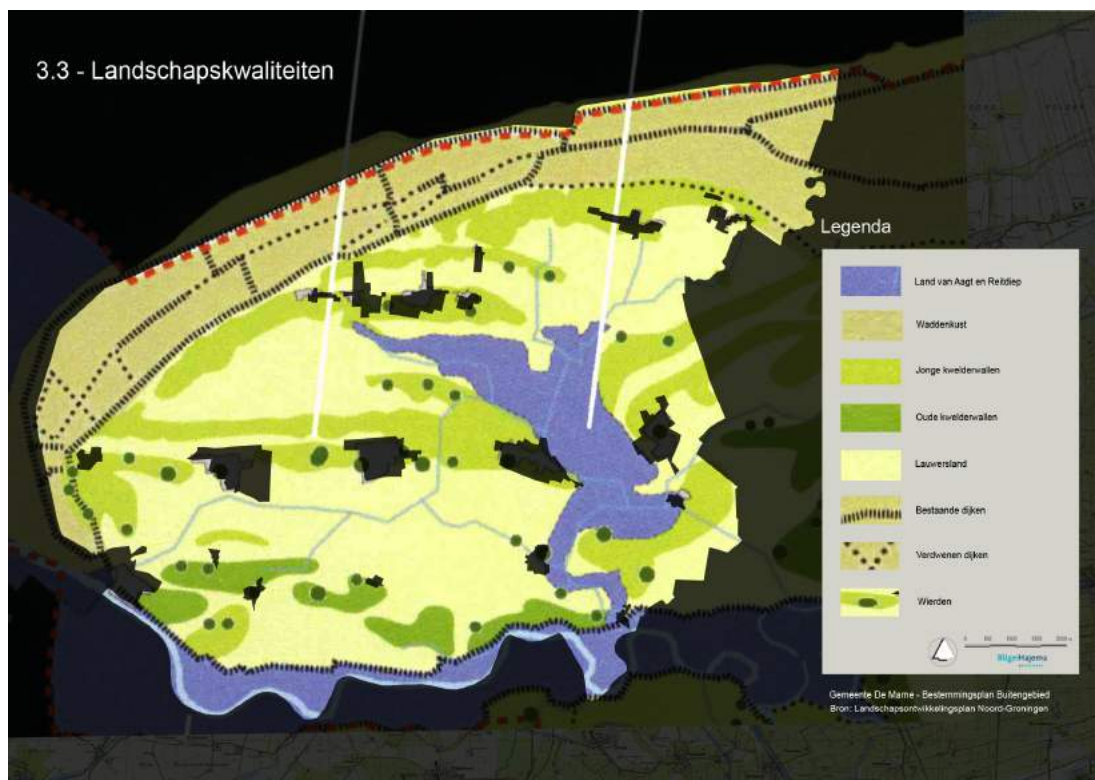 3.3 - Landschapskwaliteiten
Legenda
Land van Aagt en Reitdiep
Waddenkust
Jonge kwelderwallen
Oude kwelderwallen
Lauwersland
Bestaande dijken
Verdwenen dijken
Wierden
BügelHajema
Gemeente De Marne - Bestemmingsplan Buitengebied
Bron: Landschapsontwikkelingsplan Noord-Groningen